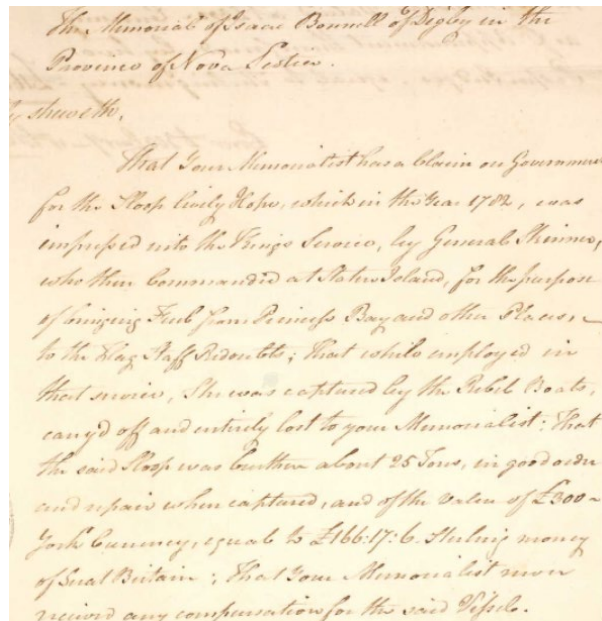 The Memorial of Isaac Bonnell of Digby in the
Province of Nova Scotia.
sheweth,
That Your Memorialist has a Claim on Government
for the Sloop lively Hope, which in the Year 1782, was
impressed into the Kings Service, by General Skinner,
who then Commanded at Staten Island, for the purpose
of bringing Fuel from Princess Bay and other Places,
to the Flag Staff Redoubts; That while employed in
that service, She was captured by the Rebel Boats,
carry'd off and entirely lost to your Memorialist: That
the said Sloop was burthen about 25 Tons, in good order
and repair when captured, and of the value of £300
York Currency, equal to £166:17:6 Sterling money
of Great Britain; That Your Memorialist never
receivd any compensation for the said Vessel.